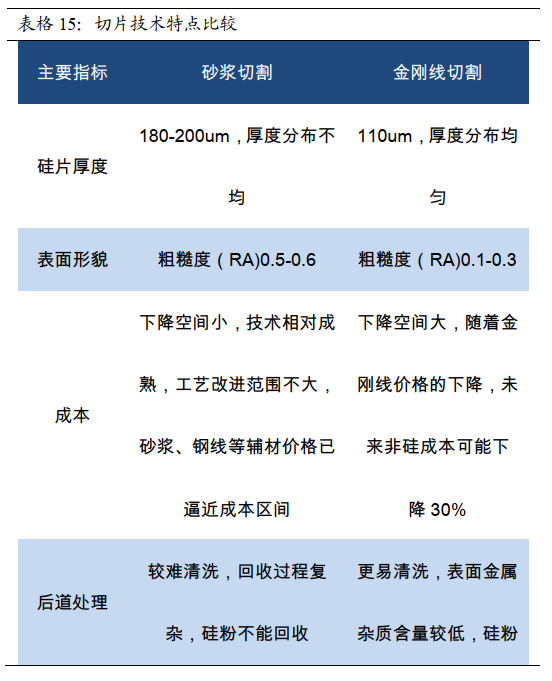 表格 15：切片技术特点比较
主要指标 砂浆切割 金刚线切割
硅片厚度 180-200um，厚度分布不均 110um，厚度分布均匀
表面形貌 粗糙度（RA)0.5-0.6 粗糙度（RA)0.1-0.3
成本 下降空间小，技术相对成熟，工艺改进范围不大，砂浆、钢线等辅材价格已逼近成本区间 下降空间大，随着金刚线价格的下降，未来非硅成本可能下降 30%
后道处理 较难清洗，回收过程复杂，硅粉不能回收 更易清洗，表面金属杂质含量较低，硅粉